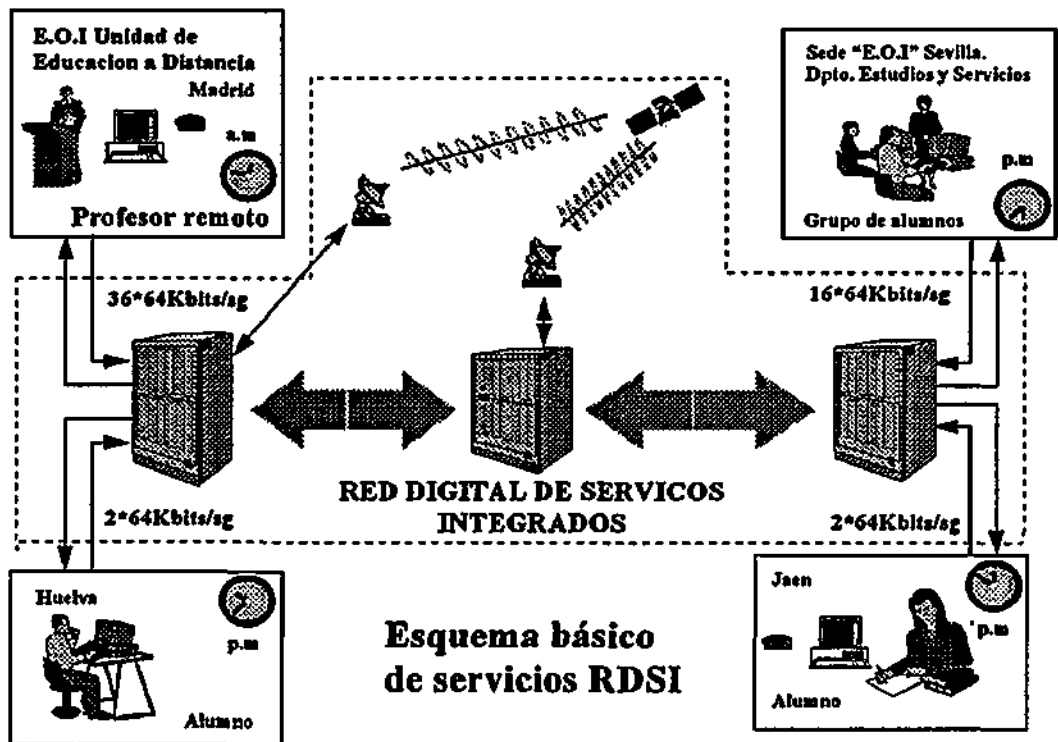 E.O.I Unidad de
Educacion a Distancia
Madrid
a.m
Profesor remoto
Sede "E.O.I" Sevilla.
Dpto. Estudios y Servicios
p.m
Grupo de alumnos
36*64Kbits/sg
16*64Kbits/sg
RED DIGITAL DE SERVICOS
INTEGRADOS
2*64Kbits/sg
2*64Kbits/sg
Huelva
p.m
Alumno
Esquema básico
de servicios RDSI
Jaen
p.m
Alumno